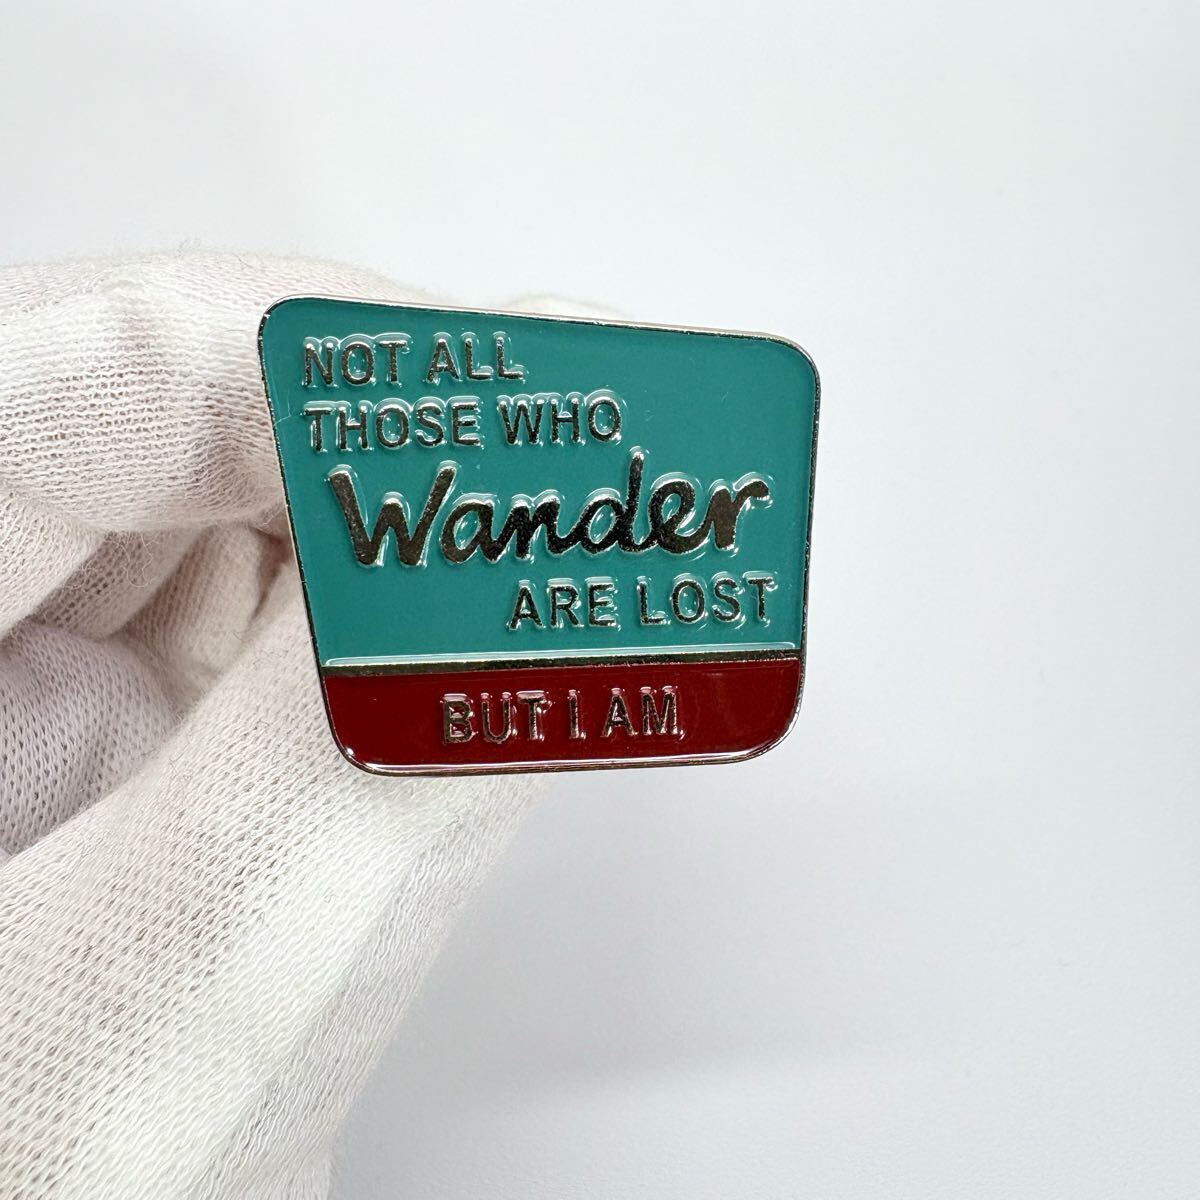 NOT ALL
THOSE WHO
Wander
ARE LOST
BUT I AM